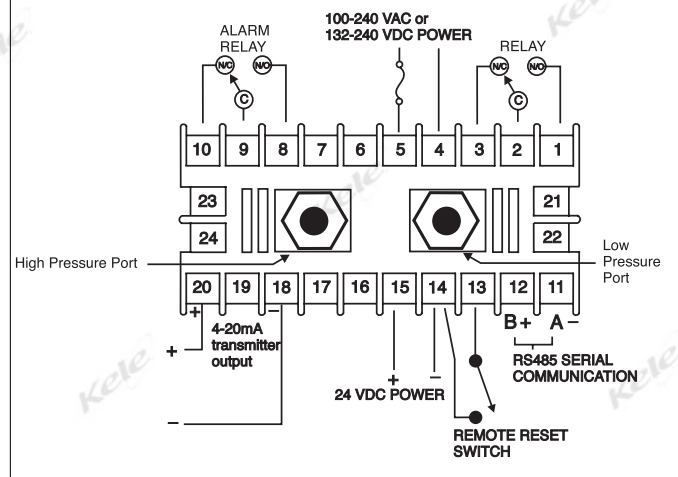 100-240 VAC or
132-240 VDC POWER
ALARM
RELAY
RELAY
N/C
N/O
N/C
N/O
C
C
10
9
8
7
6
5
4
3
2
1
23
21
24
22
High Pressure Port
Low
Pressure
Port
20
19
18
17
16
15
14
13
12
11
+
−
B+
A−
4-20mA
transmitter
output
+
−
+
−
24 VDC POWER
RS485 SERIAL
COMMUNICATION
REMOTE RESET
SWITCH
Kele
Kele
Kele
Kele
Kele